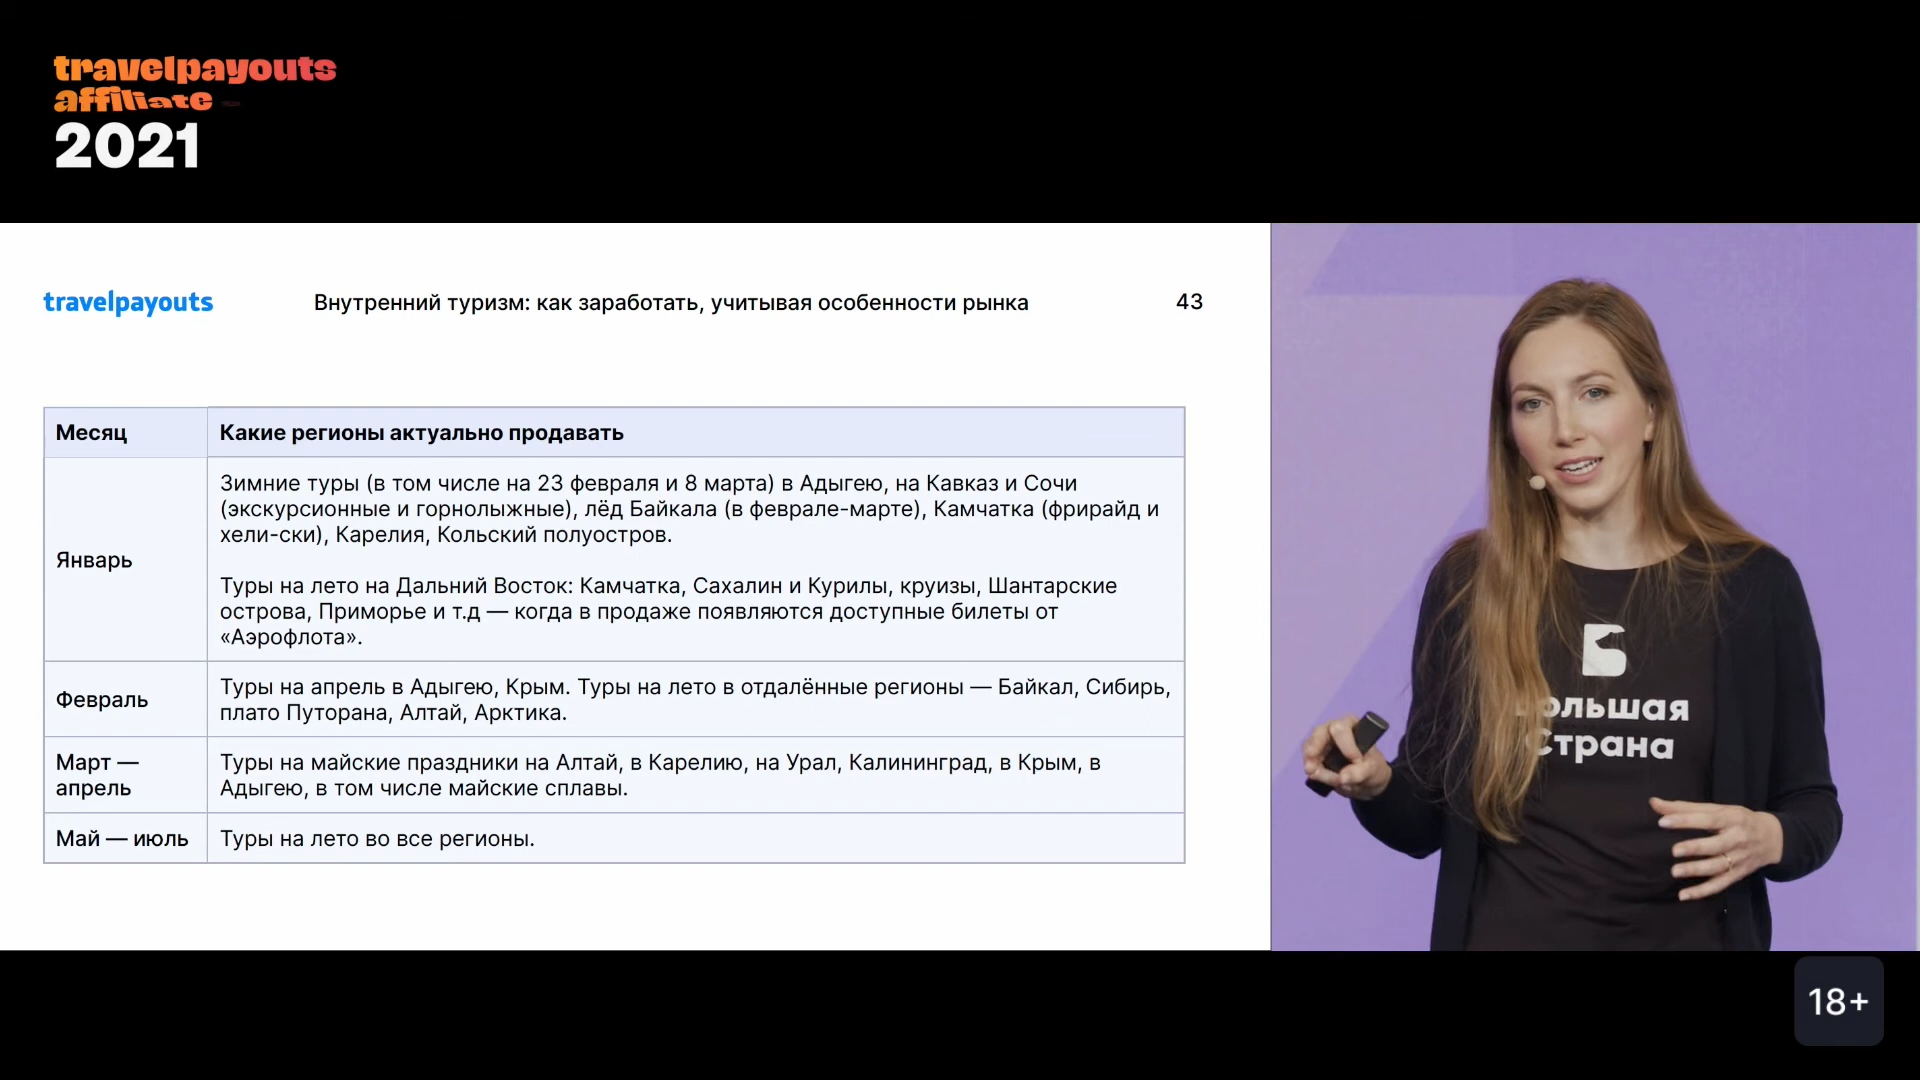 travelpayouts
affiliate
2021
travelpayouts
Внутренний туризм: как заработать, учитывая особенности рынка
43
Месяц
Какие регионы актуально продавать
Январь
Зимние туры (в том числе на 23 февраля и 8 марта) в Адыгею, на Кавказ и Сочи
(экскурсионные и горнолыжные), лёд Байкала (в феврале-марте), Камчатка (фрирайд и
хели-ски), Карелия, Кольский полуостров.
Туры на лето на Дальний Восток: Камчатка, Сахалин и Курилы, круизы, Шантарские
острова, Приморье и т.д — когда в продаже появляются доступные билеты от
«Аэрофлота».
Февраль
Туры на апрель в Адыгею, Крым. Туры на лето в отдалённые регионы — Байкал, Сибирь,
плато Путорана, Алтай, Арктика.
Март —
апрель
Туры на майские праздники на Алтай, в Карелию, на Урал, Калининград, в Крым, в
Адыгею, в том числе майские сплавы.
Май — июль
Туры на лето во все регионы.
Большая
Страна
18+